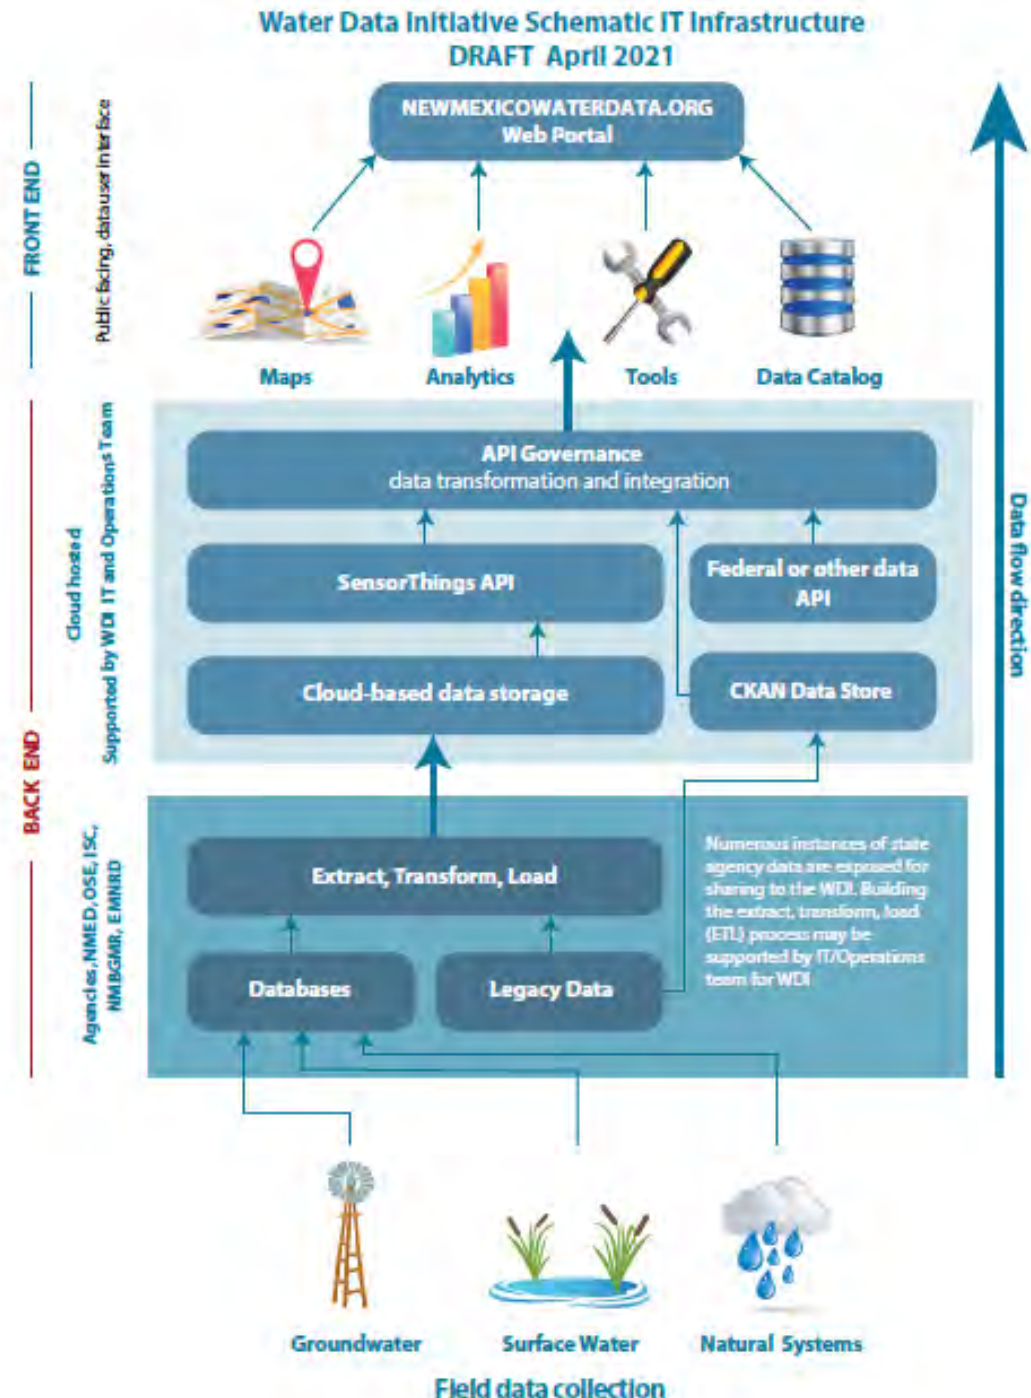 Water Data Initiative Schematic IT Infrastructure
DRAFT  April 2021
NEWMEXICOWATERDATA.ORG
Web Portal
FRONT END
Public facing, data user interface
Maps
Analytics
Tools
Data Catalog
API Governance
data transformation and integration
SensorThings API
Federal or other data
API
Cloud-based data storage
CKAN Data Store
Cloud hosted
Supported by WDI IT and Operations Team
BACK END
Data flow direction
Extract, Transform, Load
Databases
Legacy Data
Numerous instances of state
agency data are exposed for
sharing to the WDI. Building
the extract, transform, load
(ETL) process may be
supported by IT/Operations
team for WDI
Agencies, NMED, OSE, ISC,
NMBGMR, EMNRD
Groundwater
Surface Water
Natural Systems
Field data collection